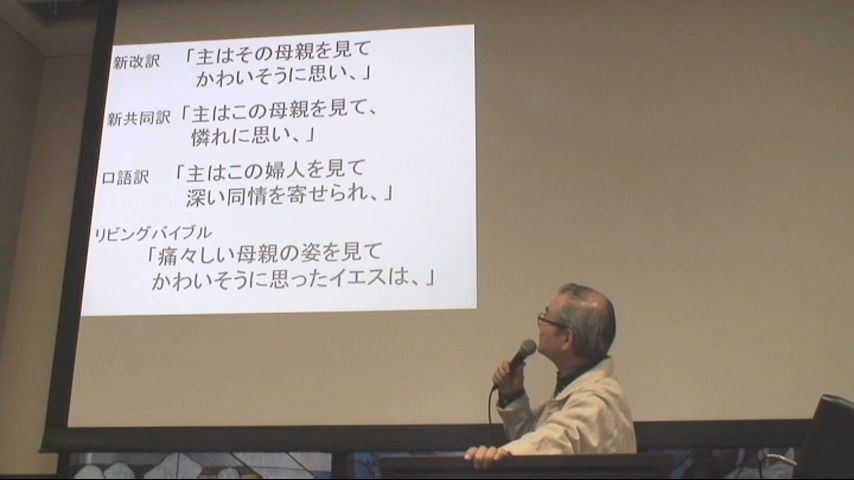 新改訳 「主はその母親を見て
かわいそうに思い、」
新共同訳 「主はこの母親を見て、
憐れに思い、」
口語訳 「主はこの婦人を見て
深い同情を寄せられ、」
リビングバイブル
「痛々しい母親の姿を見て
かわいそうに思ったイエスは、」